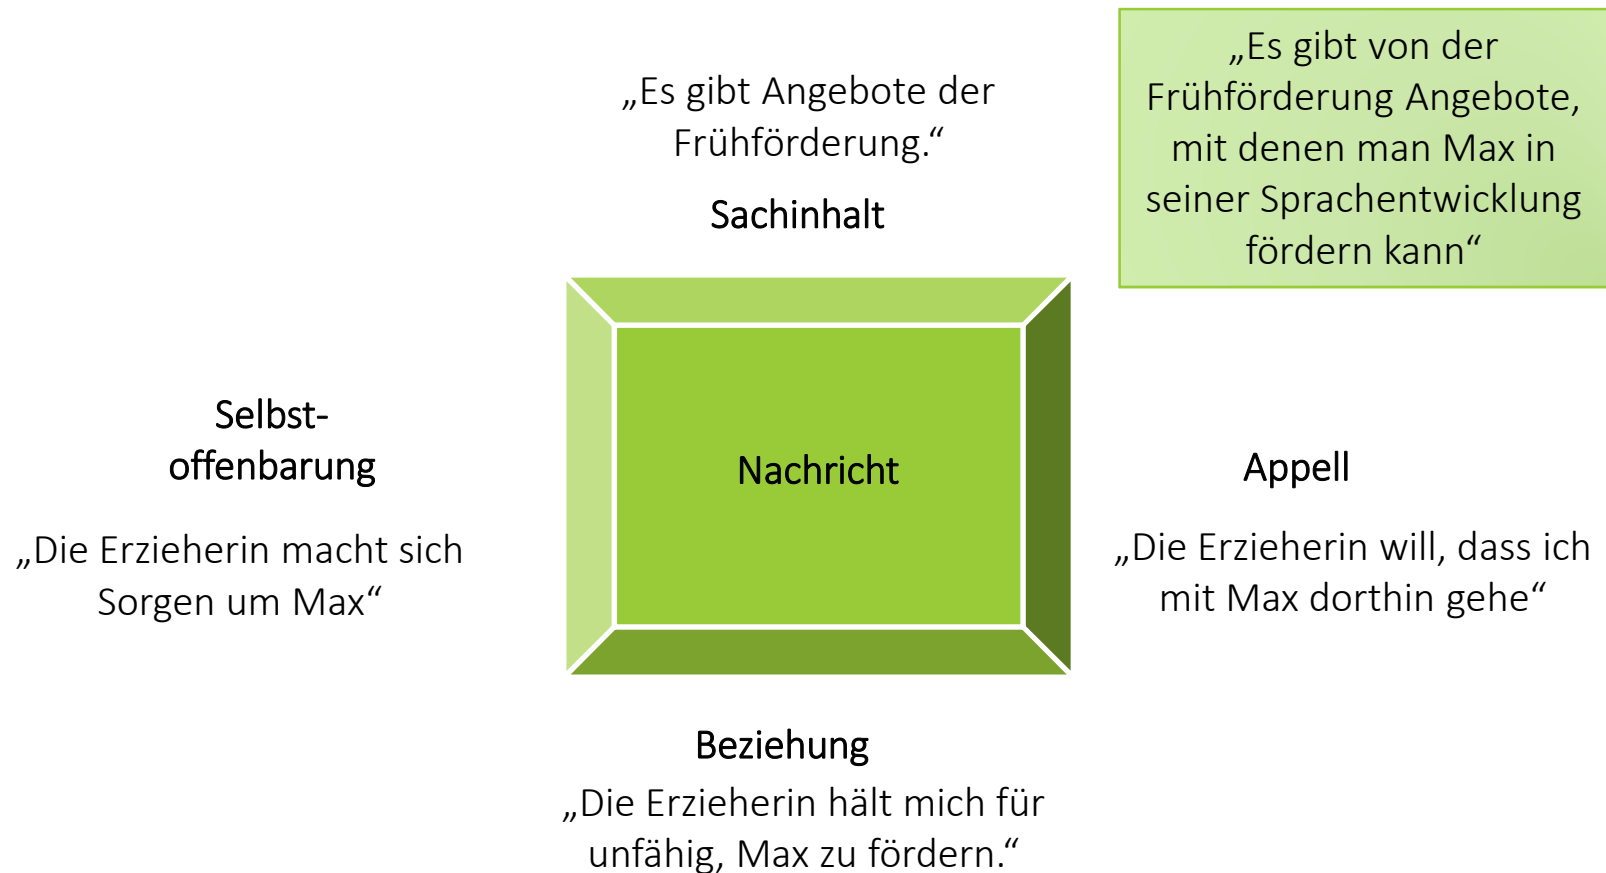 „Es gibt Angebote der
Frühförderung.“
Sachinhalt
„Es gibt von der
Frühförderung Angebote,
mit denen man Max in
seiner Sprachentwicklung
fördern kann“
Selbst-
offenbarung
„Die Erzieherin macht sich
Sorgen um Max“
Nachricht
Appell
„Die Erzieherin will, dass ich
mit Max dorthin gehe“
Beziehung
„Die Erzieherin hält mich für
unfähig, Max zu fördern.“